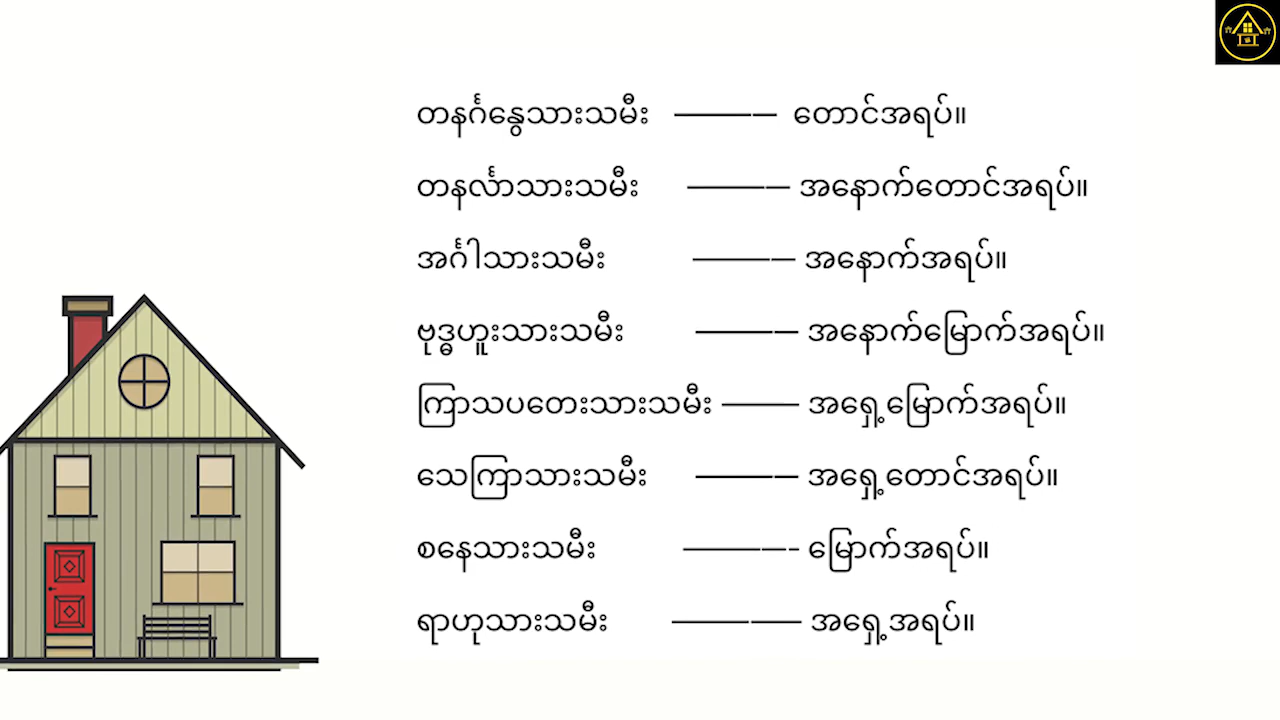 တနင်္ဂနွေသားသမီး ———— တောင်အရပ်။
တနင်္လာသားသမီး ———— အနောက်တောင်အရပ်။
အင်္ဂါသားသမီး ———— အနောက်အရပ်။
ဗုဒ္ဓဟူးသားသမီး ———— အနောက်မြောက်အရပ်။
ကြာသပတေးသားသမီး ——— အရှေ့မြောက်အရပ်။
သေကြာသားသမီး ———— အရှေ့တောင်အရပ်။
စနေသားသမီး ————-- မြောက်အရပ်။
ရာဟုသားသမီး ————— အရှေ့အရပ်။